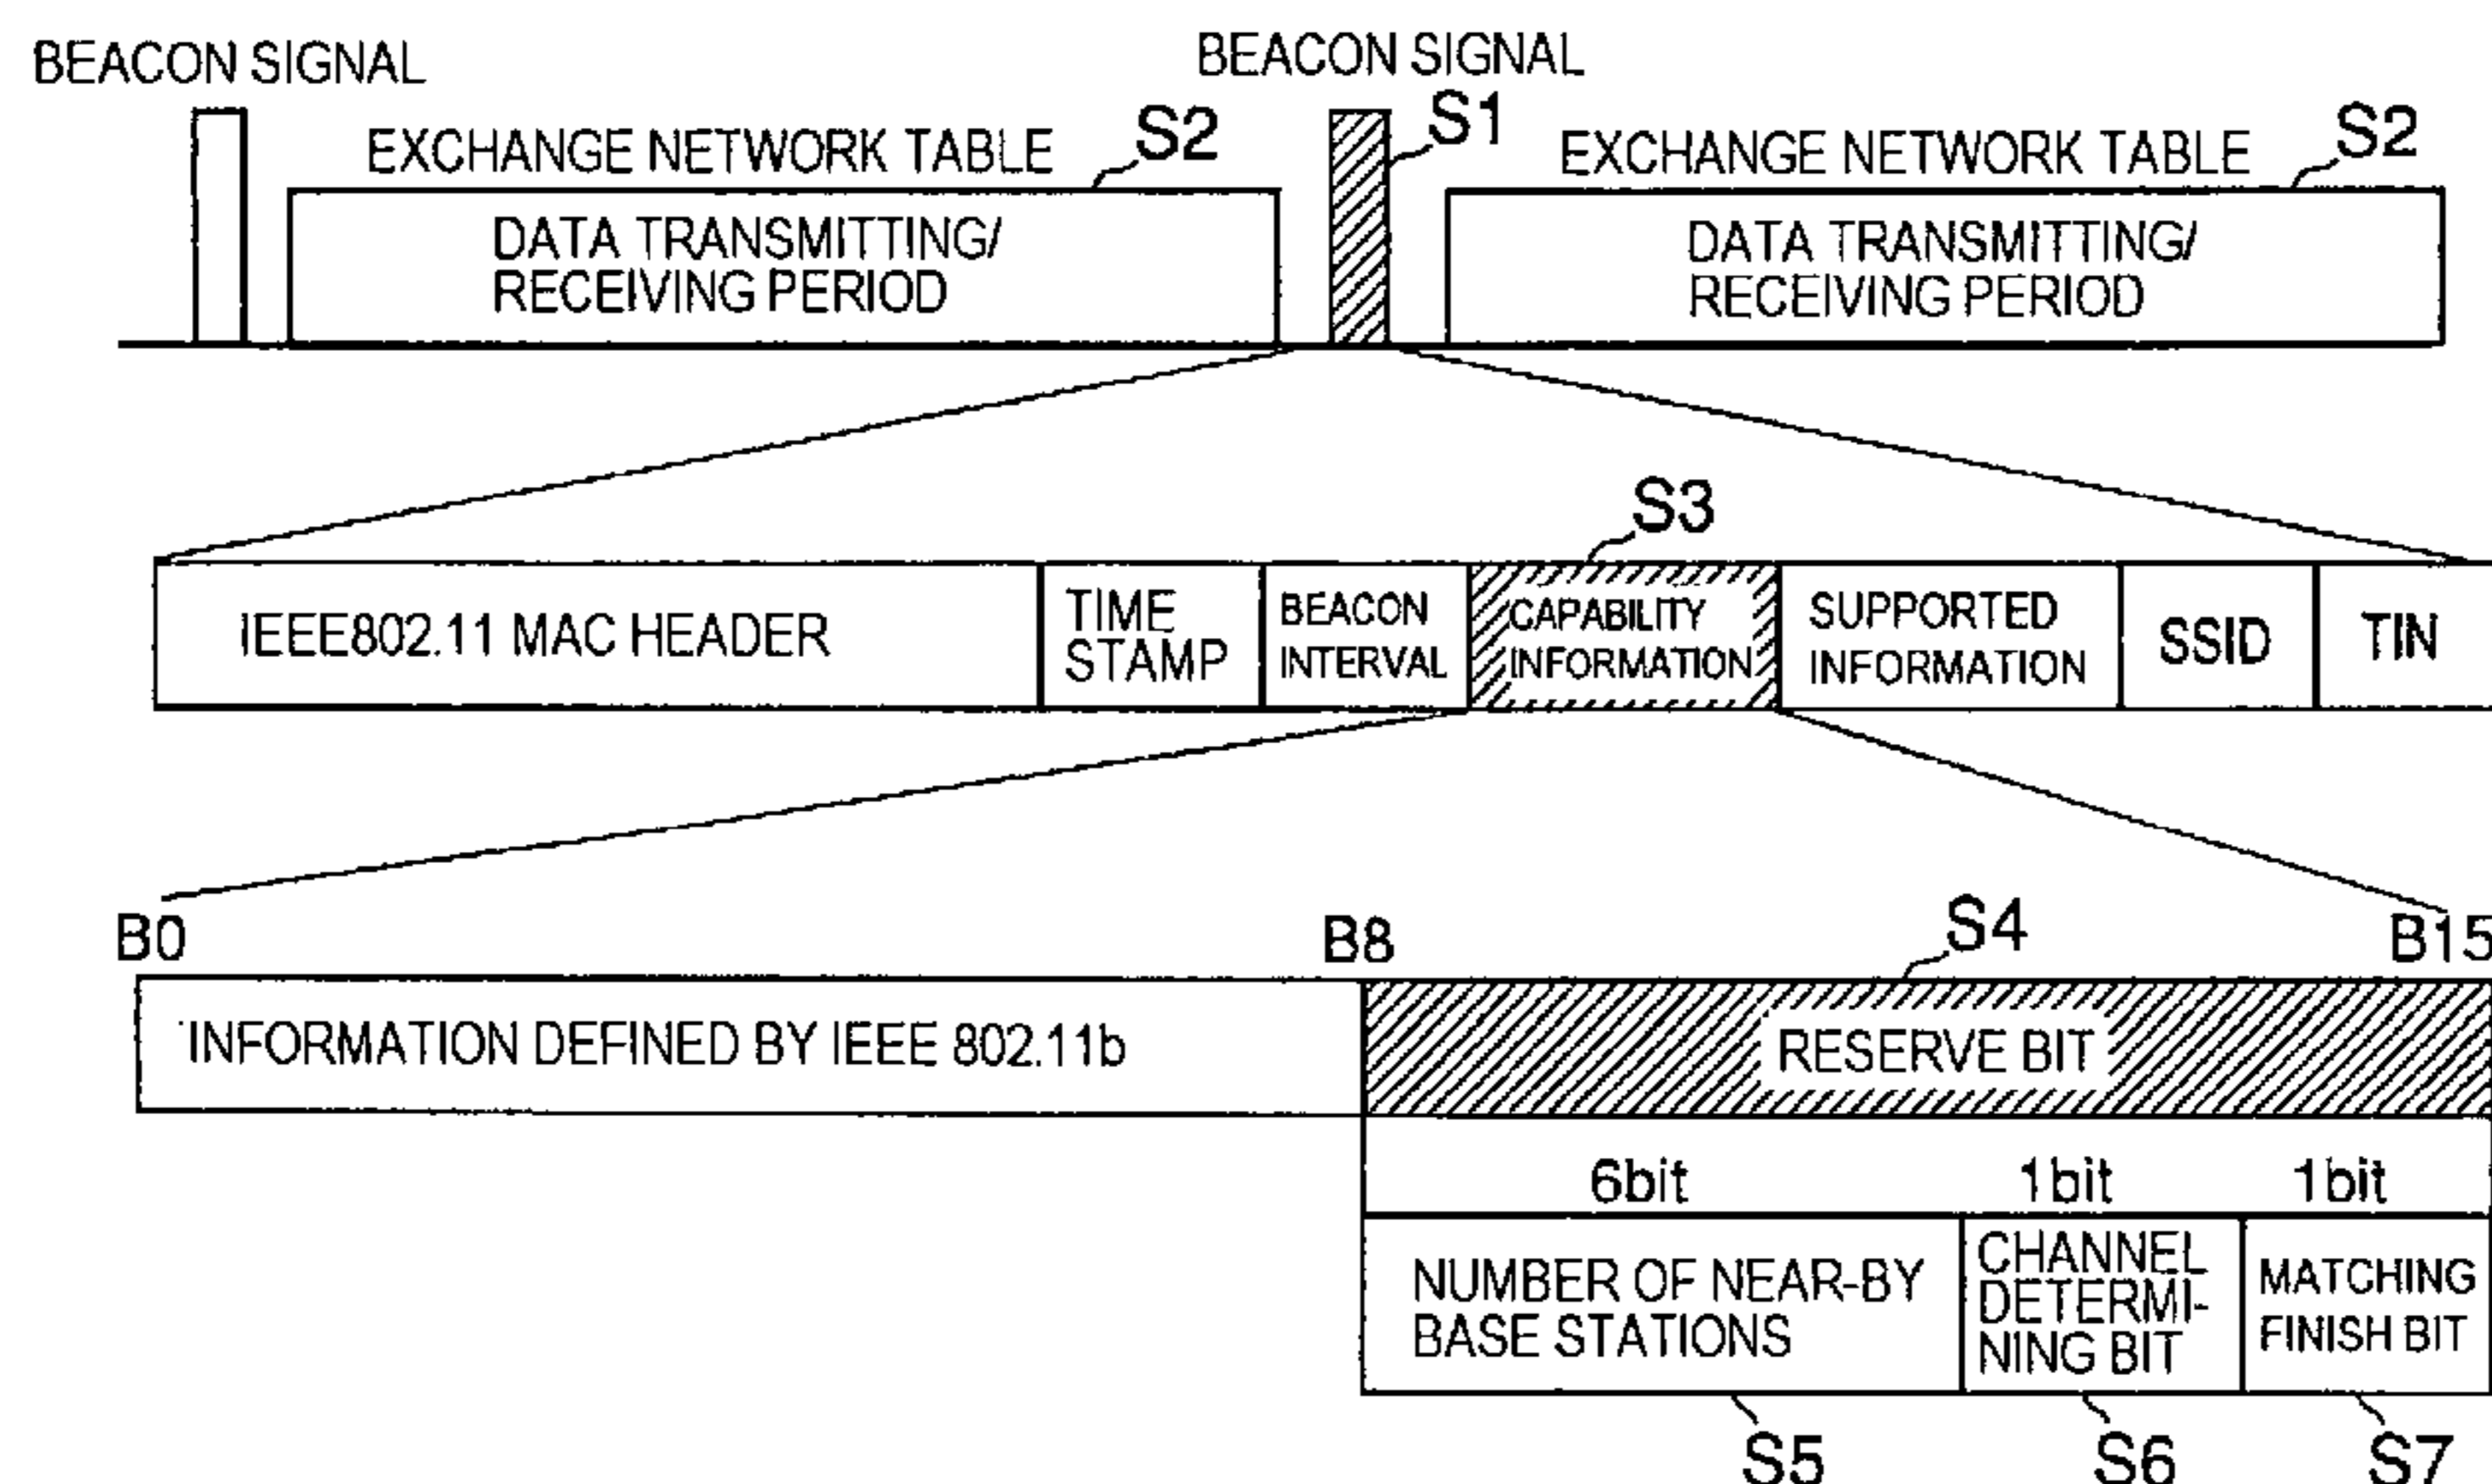 BEACON SIGNAL
BEACON SIGNAL
S1
EXCHANGE NETWORK TABLE
S2
EXCHANGE NETWORK TABLE
S2
DATA TRANSMITTING/
RECEIVING PERIOD
DATA TRANSMITTING/
RECEIVING PERIOD
S3
IEEE802.11 MAC HEADER
TIME
STAMP
BEACON
INTERVAL
CAPABILITY
INFORMATION
SUPPORTED
INFORMATION
SSID
TIN
B0
B8
S4
B15
INFORMATION DEFINED BY IEEE 802.11b
RESERVE BIT
6bit
1bit
1bit
NUMBER OF NEAR-BY
BASE STATIONS
CHANNEL
DETERMI-
NING BIT
MATCHING
FINISH BIT
S5
S6
S7